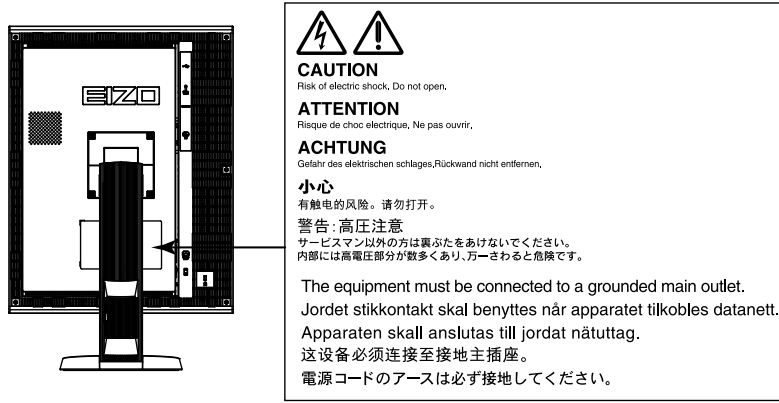 EIZO
CAUTION
Risk of electric shock. Do not open.
ATTENTION
Risque de choc electrique, Ne pas ouvrir,
ACHTUNG
Gefahr des elektrischen schlages,Rückwand nicht entfernen,
小心
有触电的风险。请勿打开。
警告:高圧注意
サービスマン以外の方は裏ぶたをあけないでください。
内部には高電圧部分が数多くあり、万一さわると危険です。
The equipment must be connected to a grounded main outlet.
Jordet stikkontakt skal benyttes når apparatet tilkobles datanett.
Apparaten skall anslutas till jordat nätuttag.
这设备必须连接至接地主插座。
電源コードのアースは必ず接地してください。